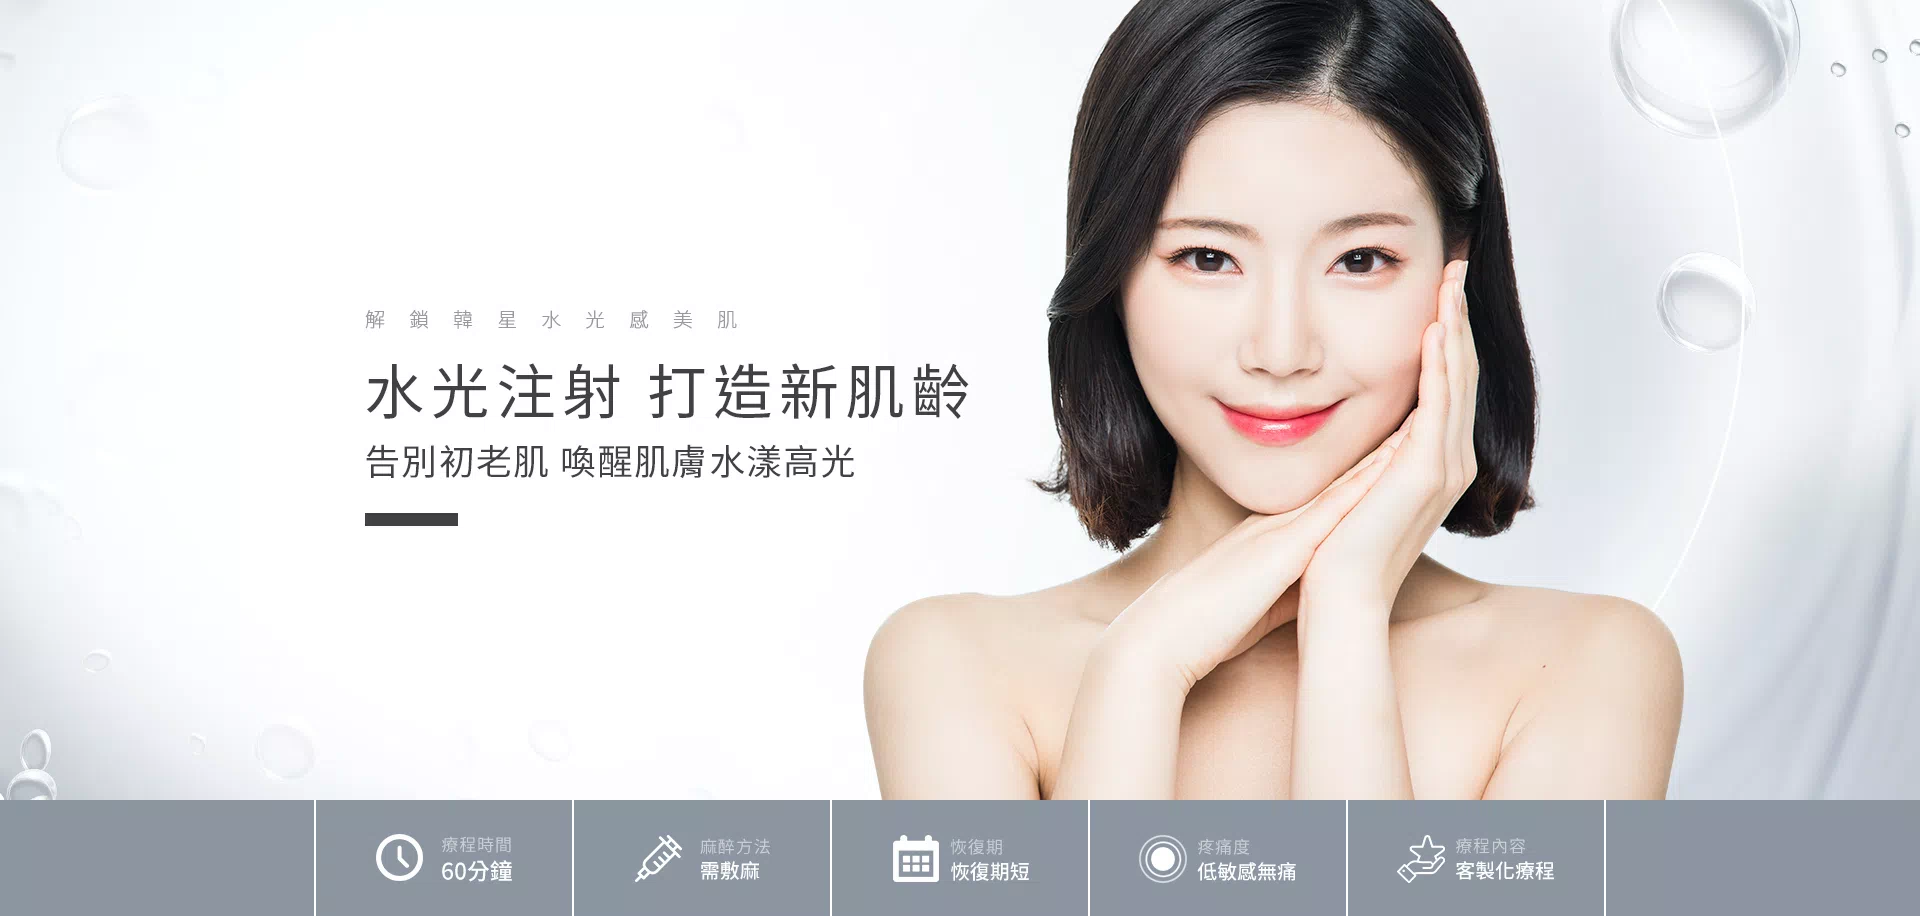 解鎖韓星水光感美肌
水光注射 打造新肌齡
告別初老肌 喚醒肌膚水漾高光
療程時間
60分鐘
麻醉方法
需敷麻
恢復期
恢復期短
疼痛度
低敏感無痛
療程內容
客製化療程